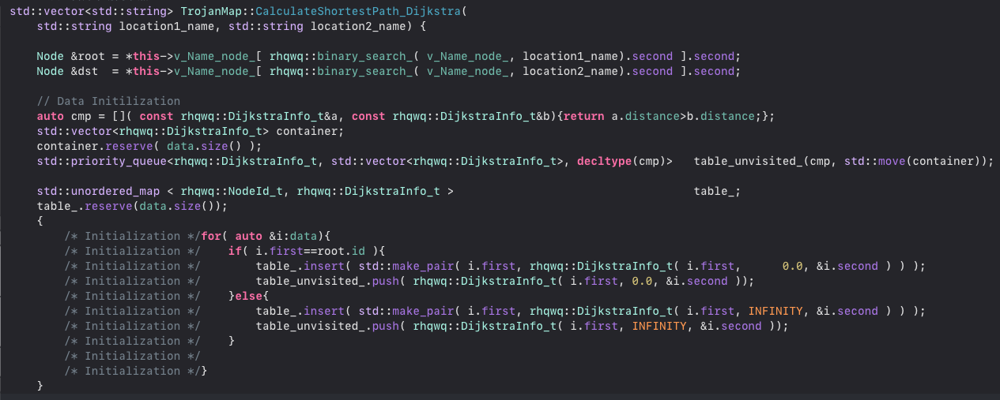 std::vector<std::string> TrojanMap::CalculateShortestPath_Dijkstra(
    std::string location1_name, std::string location2_name) {

    Node &root = *this->v_Name_node_[ rhqwq::binary_search_( v_Name_node_, location1_name).second ].second;
    Node &dst  = *this->v_Name_node_[ rhqwq::binary_search_( v_Name_node_, location2_name).second ].second;

    // Data Initilization
    auto cmp = []( const rhqwq::DijkstraInfo_t&a, const rhqwq::DijkstraInfo_t&b){return a.distance>b.distance;};
    std::vector<rhqwq::DijkstraInfo_t> container;
    container.reserve( data.size() );
    std::priority_queue<rhqwq::DijkstraInfo_t, std::vector<rhqwq::DijkstraInfo_t>, decltype(cmp)>   table_unvisited_(cmp, std::move(container));

    std::unordered_map < rhqwq::NodeId_t, rhqwq::DijkstraInfo_t >                                   table_;
    table_.reserve(data.size());
    {
        /* Initialization */for( auto &i:data){
        /* Initialization */    if( i.first==root.id ){
        /* Initialization */        table_.insert( std::make_pair( i.first, rhqwq::DijkstraInfo_t( i.first,      0.0, &i.second ) ) );
        /* Initialization */        table_unvisited_.push( rhqwq::DijkstraInfo_t( i.first, 0.0, &i.second ));
        /* Initialization */    }else{
        /* Initialization */        table_.insert( std::make_pair( i.first, rhqwq::DijkstraInfo_t( i.first, INFINITY, &i.second ) ) );
        /* Initialization */        table_unvisited_.push( rhqwq::DijkstraInfo_t( i.first, INFINITY, &i.second ));
        /* Initialization */    }
        /* Initialization */
        /* Initialization */}
    }